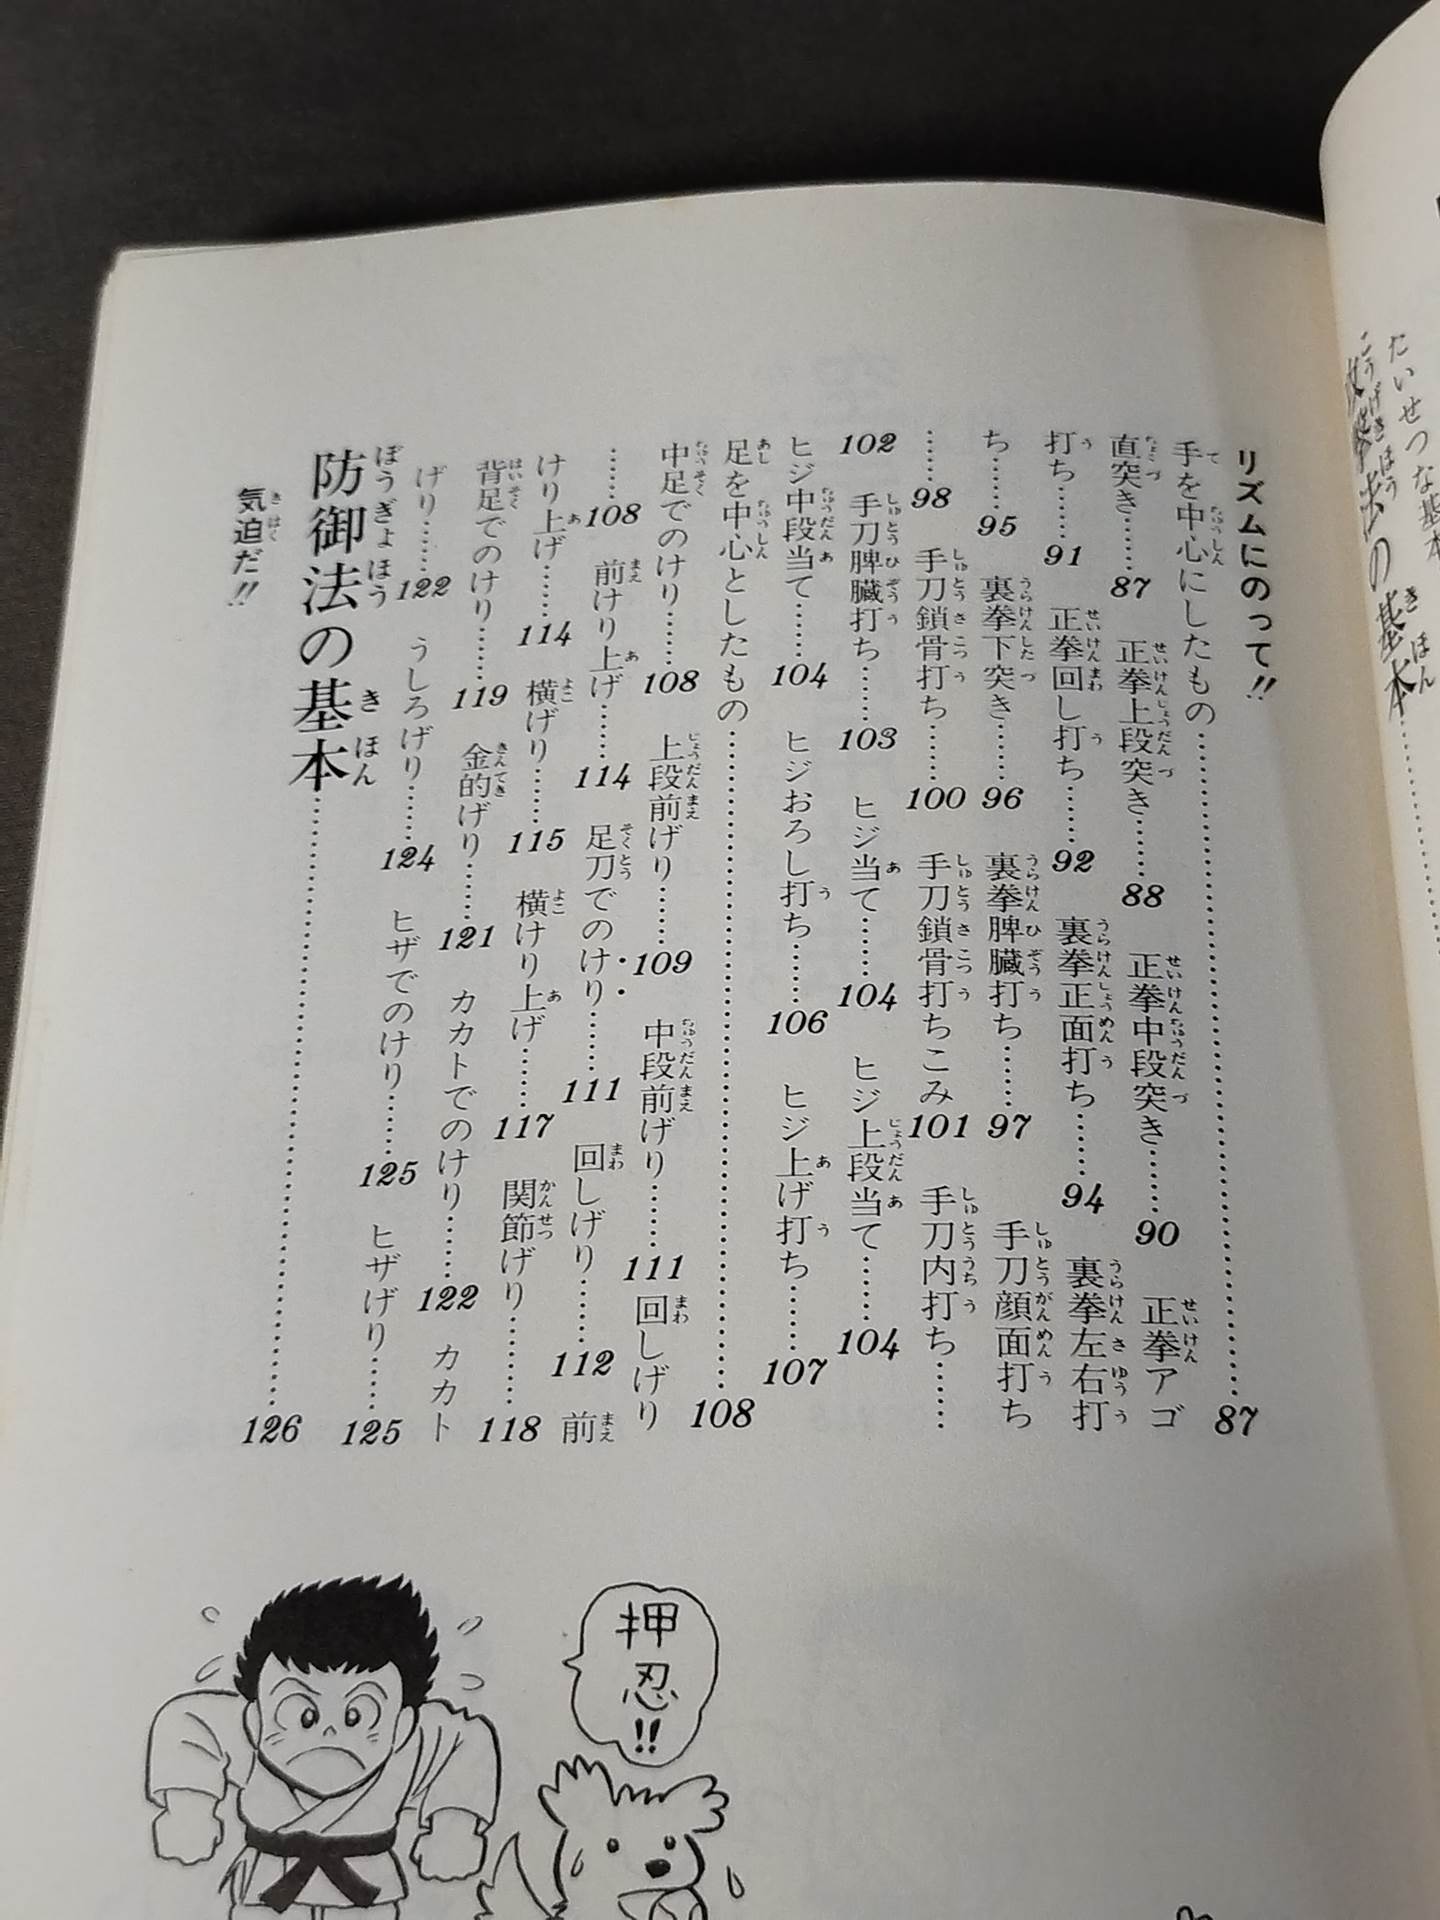 たいせつな基本
攻撃法の基本……
リズムにのって!!
手を中心にしたもの……87
直突き……87 正拳上段突き……88 正拳中段突き……90 正拳アゴ
打ち……91 正拳回し打ち……92 裏拳正面打ち……94 裏拳左右打
ち……95 裏拳下突き……96 裏拳脾臓打ち……97 手刀顔面打ち
……98 手刀鎖骨打ち……100 手刀鎖骨打ちこみ 101 手刀内打ち……
102 手刀脾臓打ち……103 ヒジ当て……104 ヒジ上段当て……104
ヒジ中段当て……104 ヒジおろし打ち……106 ヒジ上げ打ち……107
足を中心としたもの……108
中足でのけり……108 上段前げり……109 中段前げり……111 回しげり
……108 前けり上げ……114 足刀でのけり……111 回しげり……112 前
けり上げ……114 横げり……115 横けり上げ……117 関節げり……118
背足でのけり……119 金的げり……121 カカトでのけり……122 カカト
げり……122 うしろげり……124 ヒザでのけり……125 ヒザげり……125
防御法の基本……126
気迫だ!!
押忍!!